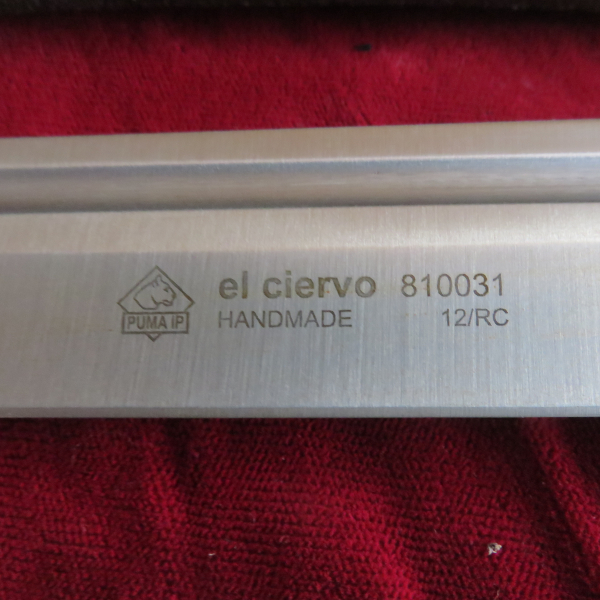 PUMA IP
el ciervo 810031
HANDMADE 12/RC